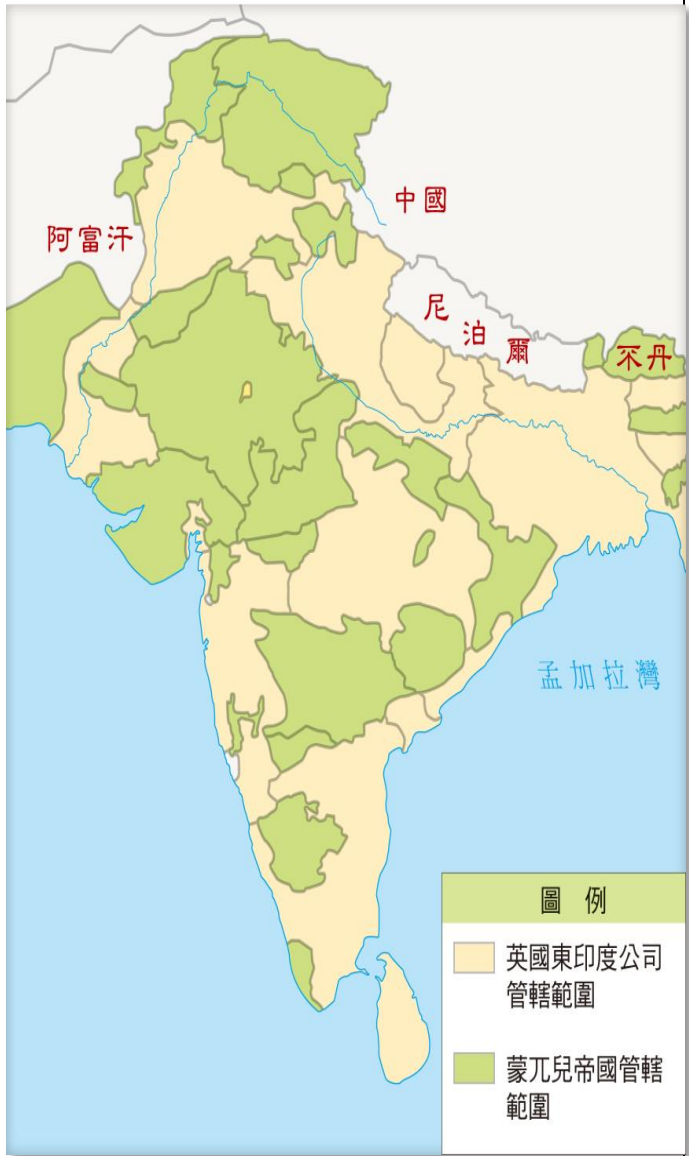 中國
阿富汗
尼泊爾
不丹
孟加拉灣
圖 例
英國東印度公司
管轄範圍
蒙兀兒帝國管轄
範圍